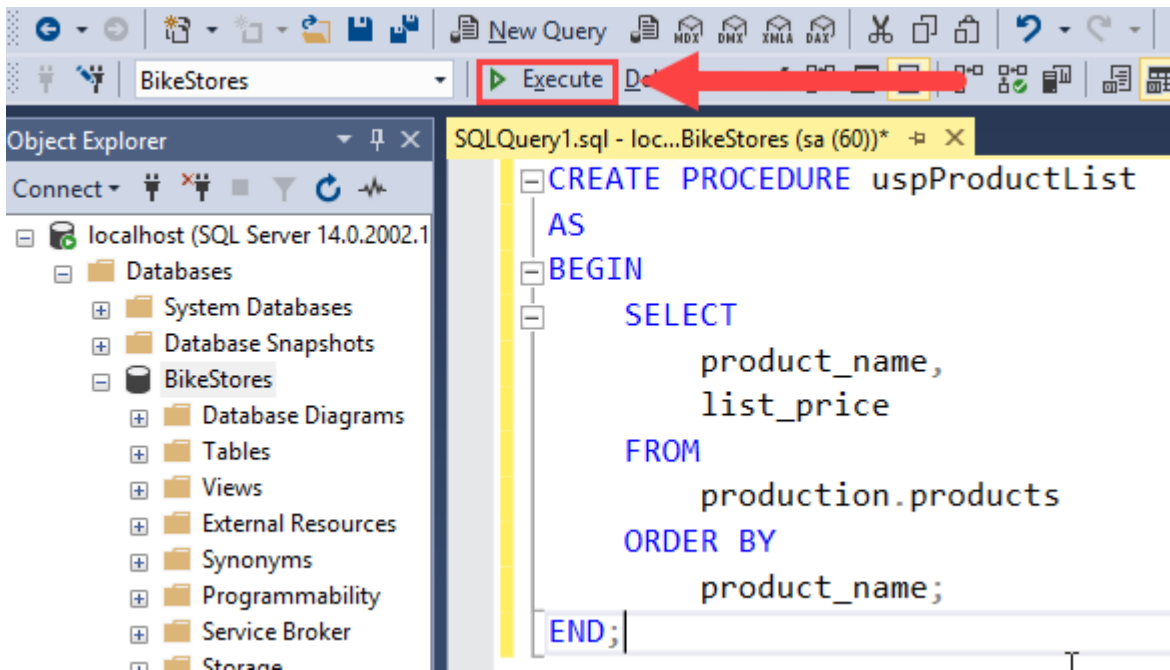 New Query MDX DMX XMLA DAX
BikeStores Execute
Object Explorer
Connect
localhost (SQL Server 14.0.2002.1
Databases
System Databases
Database Snapshots
BikeStores
Database Diagrams
Tables
Views
External Resources
Synonyms
Programmability
Service Broker
Storage
SQLQuery1.sql - loc...BikeStores (sa (60))*
CREATE PROCEDURE uspProductList
AS
BEGIN
SELECT
product_name,
list_price
FROM
production.products
ORDER BY
product_name;
END;